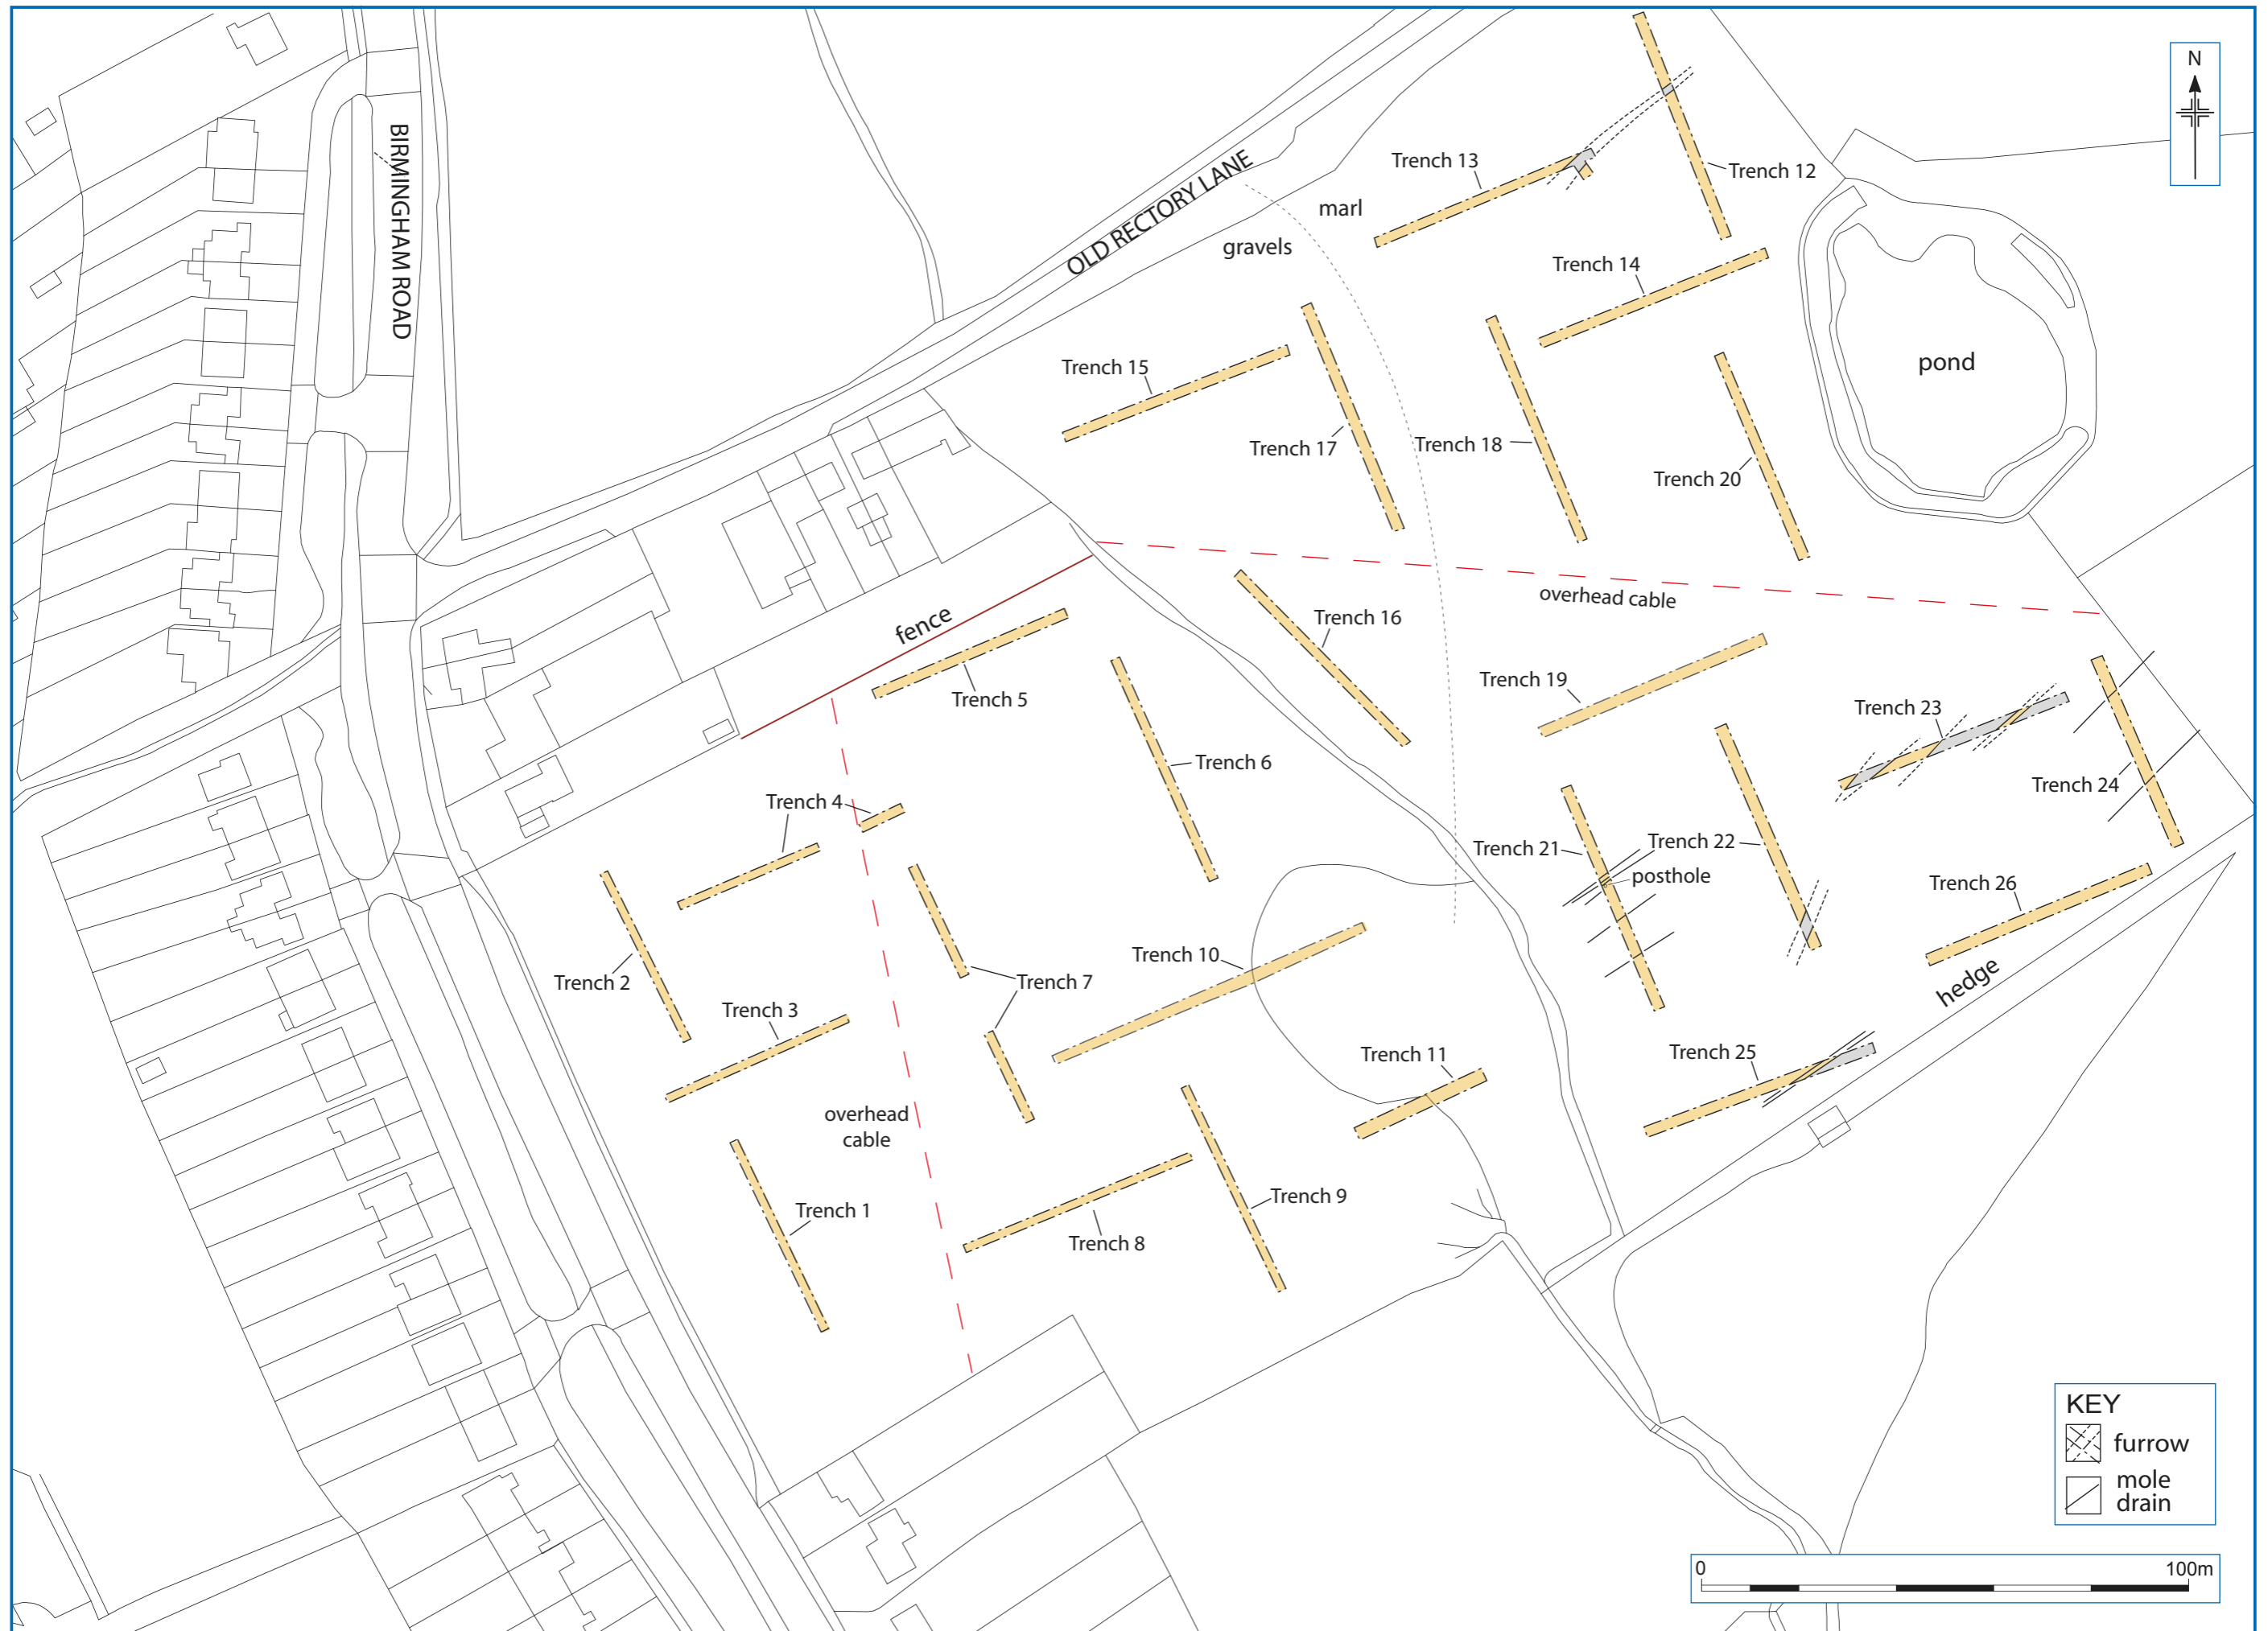 N
BIRMINGHAM ROAD
OLD RECTORY LANE
Trench 13
Trench 12
marl
gravels
Trench 14
pond
Trench 15
Trench 17
Trench 18
Trench 20
overhead cable
fence
Trench 16
Trench 5
Trench 19
Trench 23
Trench 6
Trench 24
Trench 4
Trench 21
Trench 22
posthole
Trench 26
Trench 10
Trench 2
Trench 7
hedge
Trench 3
Trench 11
Trench 25
overhead
cable
Trench 1
Trench 9
Trench 8
KEY
furrow
mole
drain
0 100m